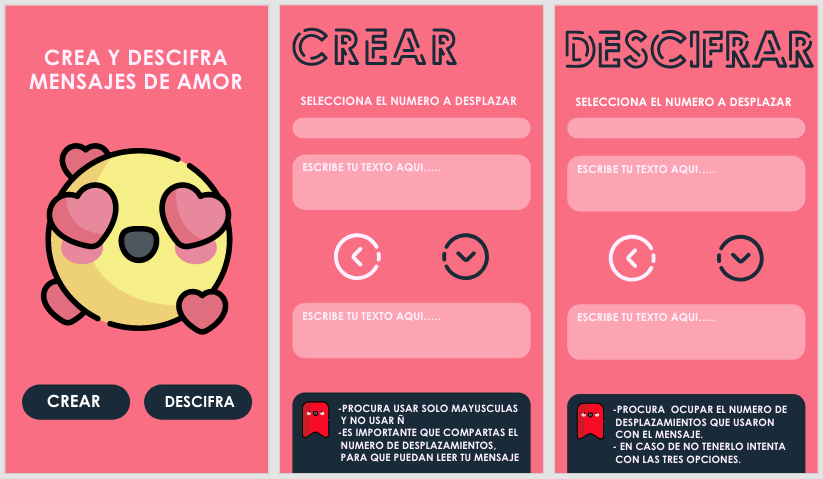 CREA Y DESCIFRA
MENSAJES DE AMOR
CREAR
DESCIFRA
CREAR
SELECCIONA EL NUMERO A DESPLAZAR
ESCRIBE TU TEXTO AQUI.....
ESCRIBE TU TEXTO AQUI.....
-PROCURA USAR SOLO MAYUSCULAS
Y NO USAR Ñ
-ES IMPORTANTE QUE COMPARTAS EL
NUMERO DE DESPLAZAMIENTOS,
PARA QUE PUEDAN LEER TU MENSAJE
DESCIFRAR
SELECCIONA EL NUMERO A DESPLAZAR
ESCRIBE TU TEXTO AQUI.....
ESCRIBE TU TEXTO AQUI.....
-PROCURA OCUPAR EL NUMERO DE
DESPLAZAMIENTOS QUE USARON
CON EL MENSAJE.
- EN CASO DE NO TENERLO INTENTA
CON LAS TRES OPCIONES.